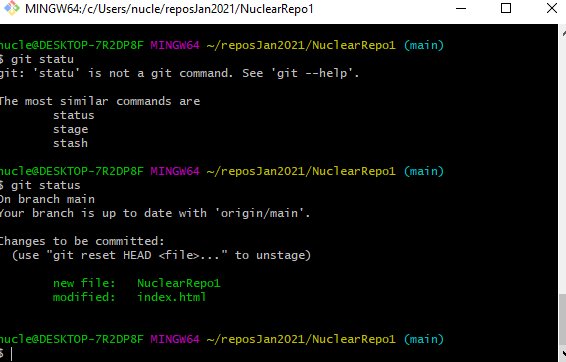 MINGW64:/c/Users/nucle/reposJan2021/NuclearRepo1
nucle@DESKTOP-7R2DP8F MINGW64 ~/reposJan2021/NuclearRepo1 (main)
$ git statu
git: 'statu' is not a git command. See 'git --help'.
The most similar commands are
status
stage
stash
nucle@DESKTOP-7R2DP8F MINGW64 ~/reposJan2021/NuclearRepo1 (main)
$ git status
On branch main
Your branch is up to date with 'origin/main'.
Changes to be committed:
(use "git reset HEAD <file>..." to unstage)
new file: NuclearRepo1
modified: index.html
nucle@DESKTOP-7R2DP8F MINGW64 ~/reposJan2021/NuclearRepo1 (main)
$